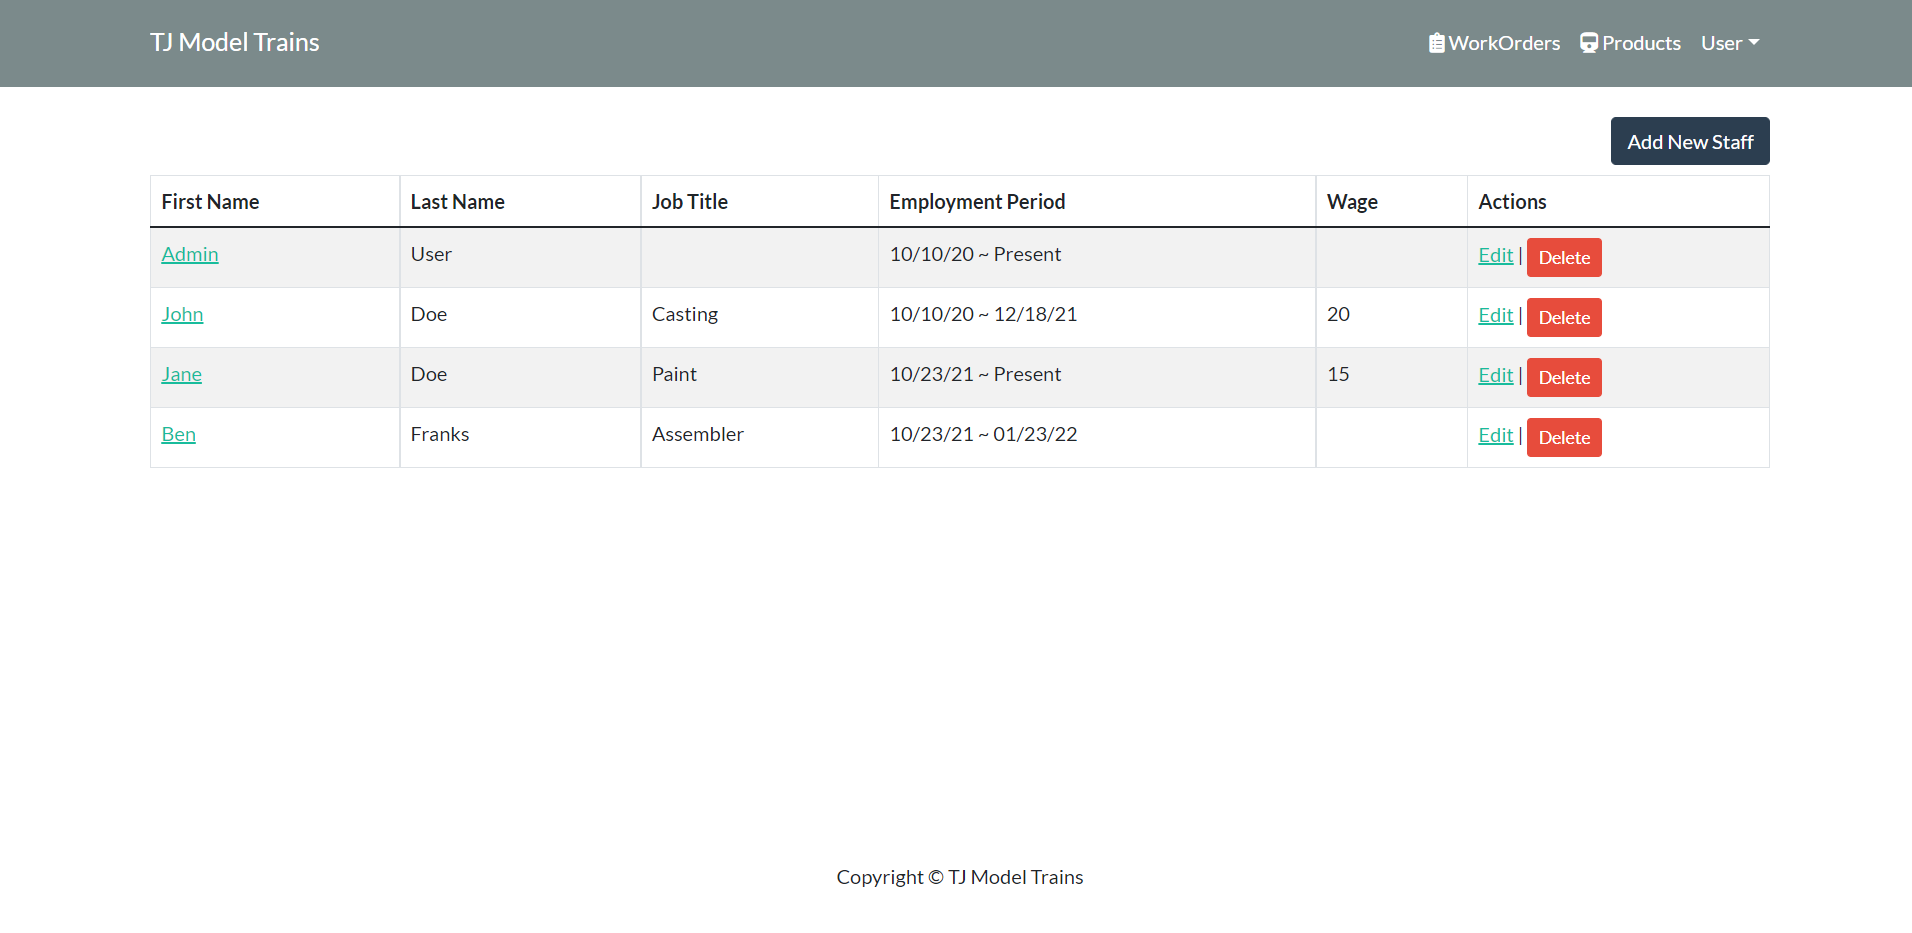 TJ Model Trains WorkOrders Products User
Add New Staff
First Name Last Name Job Title Employment Period Wage Actions
Admin User 10/10/20 ~ Present Edit | Delete
John Doe Casting 10/10/20 ~ 12/18/21 20 Edit | Delete
Jane Doe Paint 10/23/21 ~ Present 15 Edit | Delete
Ben Franks Assembler 10/23/21 ~ 01/23/22 Edit | Delete
Copyright © TJ Model Trains